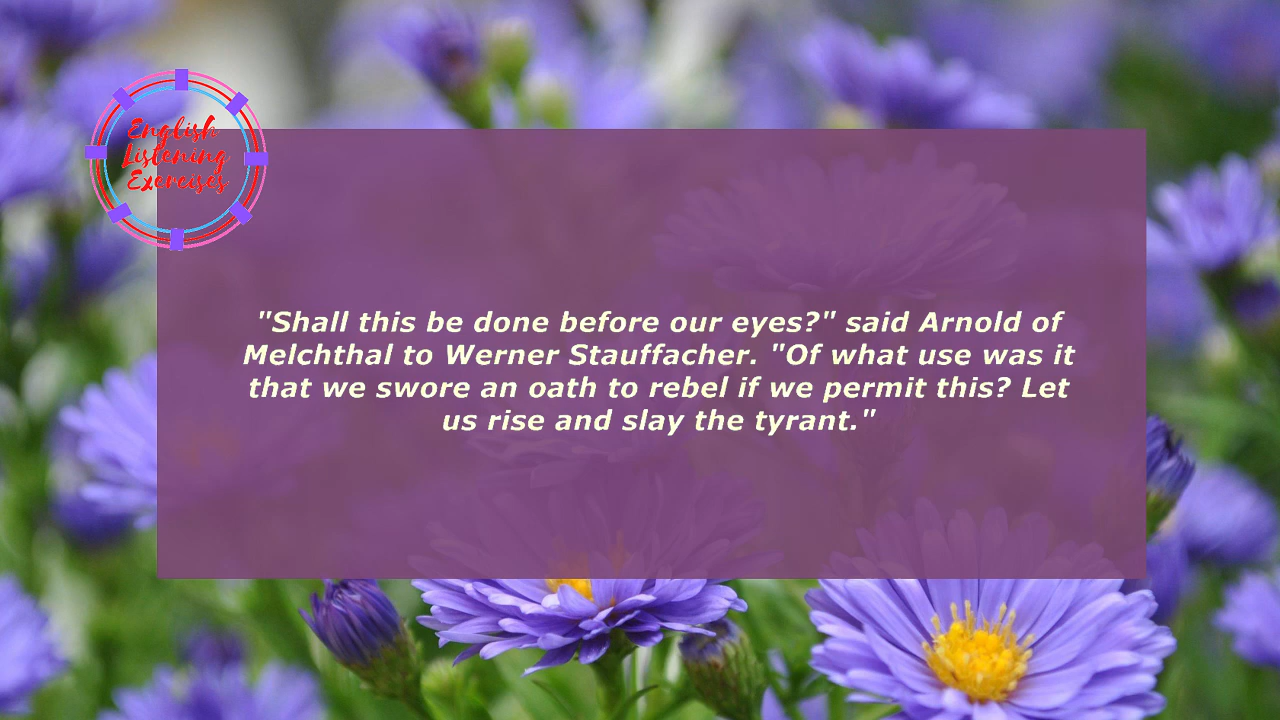 English
Listening
Exercises
"Shall this be done before our eyes?" said Arnold of
Melchthal to Werner Stauffacher. "Of what use was it
that we swore an oath to rebel if we permit this? Let
us rise and slay the tyrant."